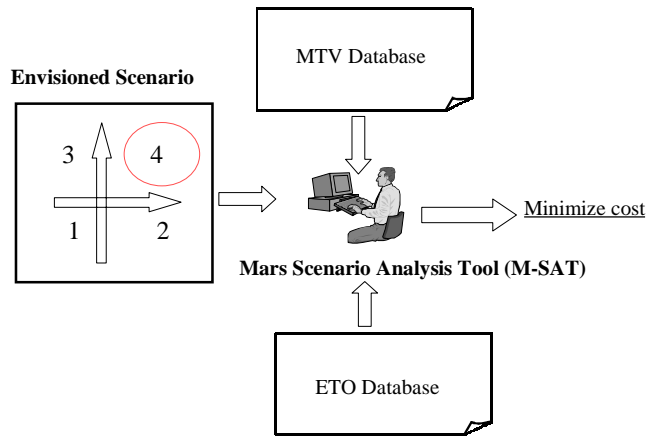 MTV Database
Envisioned Scenario
3 4
1 2
Minimize cost
Mars Scenario Analysis Tool (M-SAT)
ETO Database